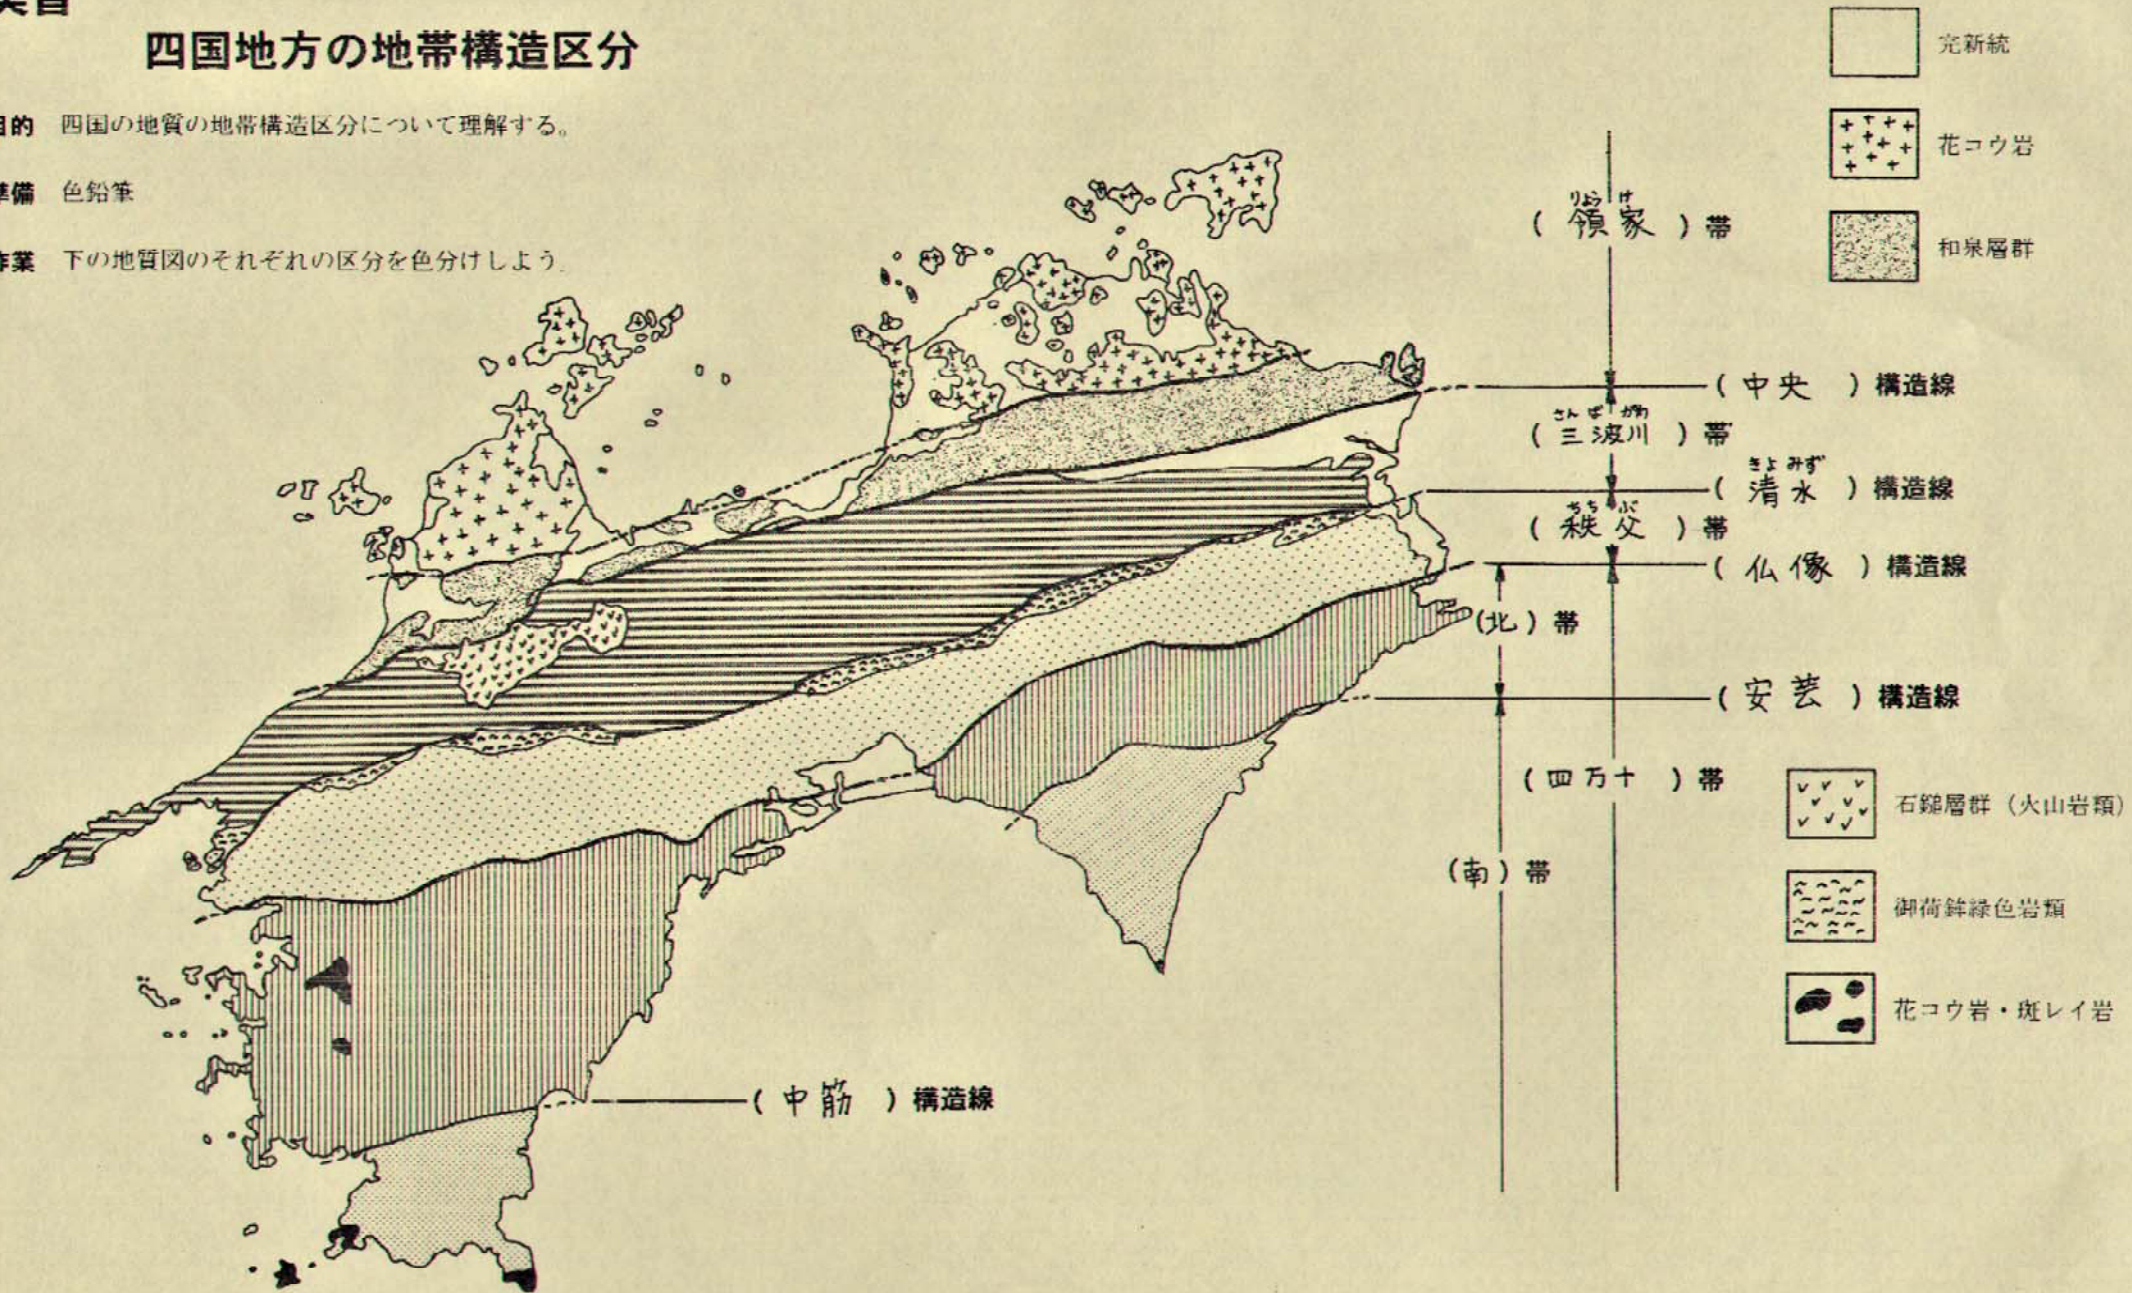 実習
四国地方の地帯構造区分
目的 四国の地質の地帯構造区分について理解する。
準備 色鉛筆
作業 下の地質図のそれぞれの区分を色分けしよう.
完新統
花コウ岩
和泉層群
りょうけ
(領家)帯
(中央)構造線
さんばがわ
(三波川)帯
きよみず
(清水)構造線
ちちぶ
(秩父)帯
(仏像)構造線
(北)帯
(安芸)構造線
(四万十)帯
石鎚層群(火山岩類)
(南)帯
御荷鉾緑色岩類
花コウ岩・斑レイ岩
(中筋)構造線